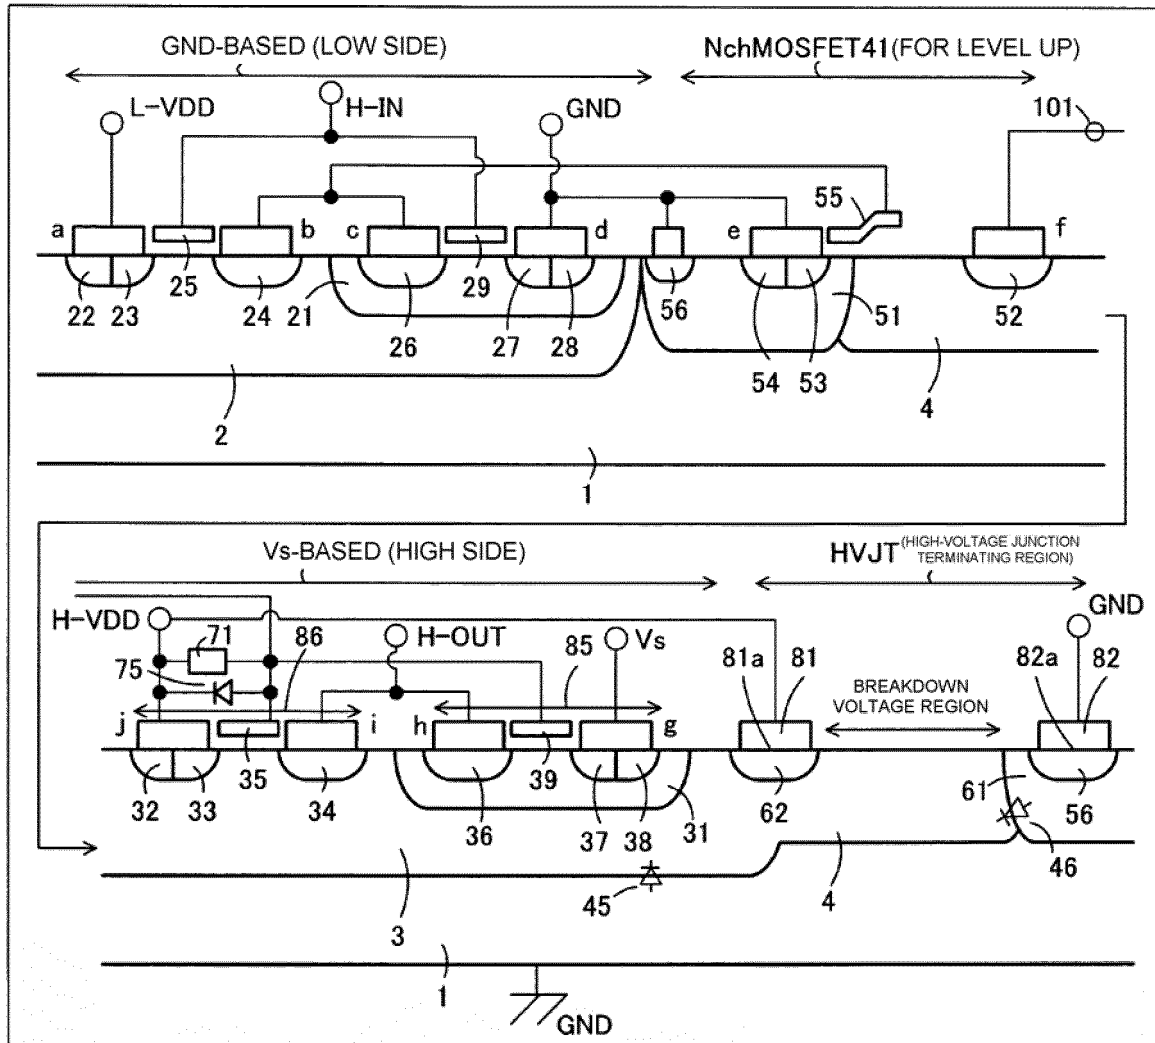 GND-BASED (LOW SIDE)
NchMOSFET41(FOR LEVEL UP)
L-VDD
H-IN
GND
101
55
a
b
c
d
e
f
25
29
22 23
24
21
26
27
28
56
54
53
51
52
4
2
1
Vs-BASED (HIGH SIDE)
HVJT (HIGH-VOLTAGE JUNCTION
TERMINATING REGION)
GND
H-VDD
71
86
H-OUT
85
Vs
81a
81
82a
82
75
BREAKDOWN
VOLTAGE REGION
j
i
h
g
35
39
32 33
34
36
37
38
31
62
61
56
45
46
3
4
1
GND